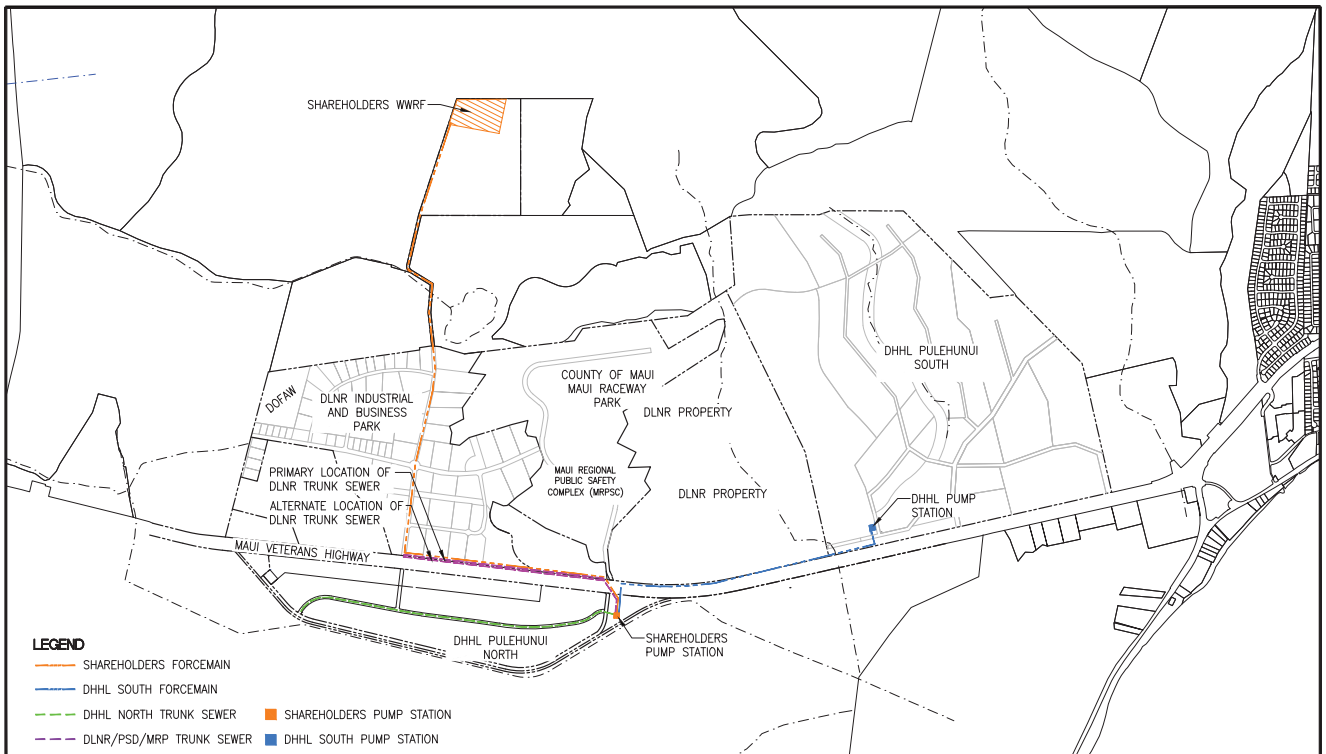 SHAREHOLDERS WWRF
DHHL PULEHUNUI
SOUTH
COUNTY OF MAUI
MAUI RACEWAY
PARK
DLNR PROPERTY
DOFAW
DLNR INDUSTRIAL
AND BUSINESS
PARK
PRIMARY LOCATION OF
DLNR TRUNK SEWER
ALTERNATE LOCATION OF
DLNR TRUNK SEWER
MAUI REGIONAL
PUBLIC SAFETY
COMPLEX (MRPSC)
DLNR PROPERTY
DHHL PUMP
STATION
MAUI VETERANS HIGHWAY
DHHL PULEHUNUI
NORTH
SHAREHOLDERS
PUMP STATION
LEGEND
SHAREHOLDERS FORCEMAIN
DHHL SOUTH FORCEMAIN
DHHL NORTH TRUNK SEWER
SHAREHOLDERS PUMP STATION
DLNR/PSD/MRP TRUNK SEWER
DHHL SOUTH PUMP STATION